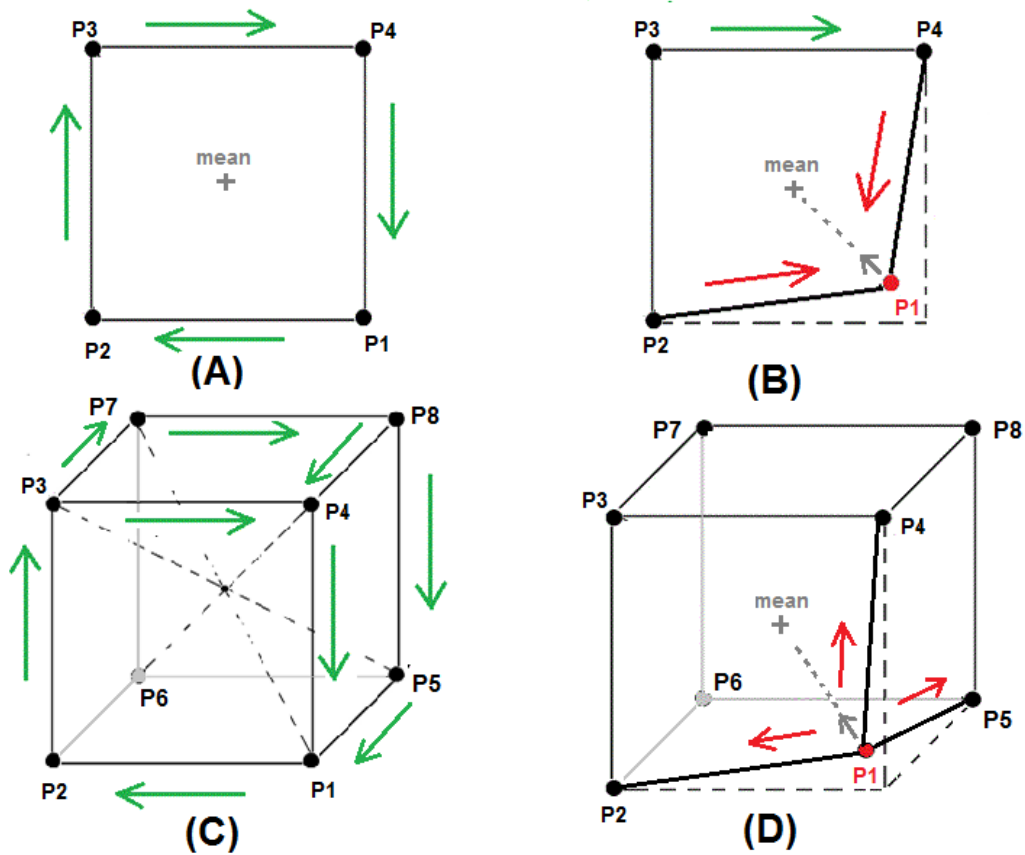 P3 P4
mean
P2 P1
(A)
P3 P4
mean
P1
P2
(B)
P7 P8
P3 P4
P6 P5
P2 P1
(C)
P7 P8
P3 P4
mean
P6 P5
P1
P2
(D)